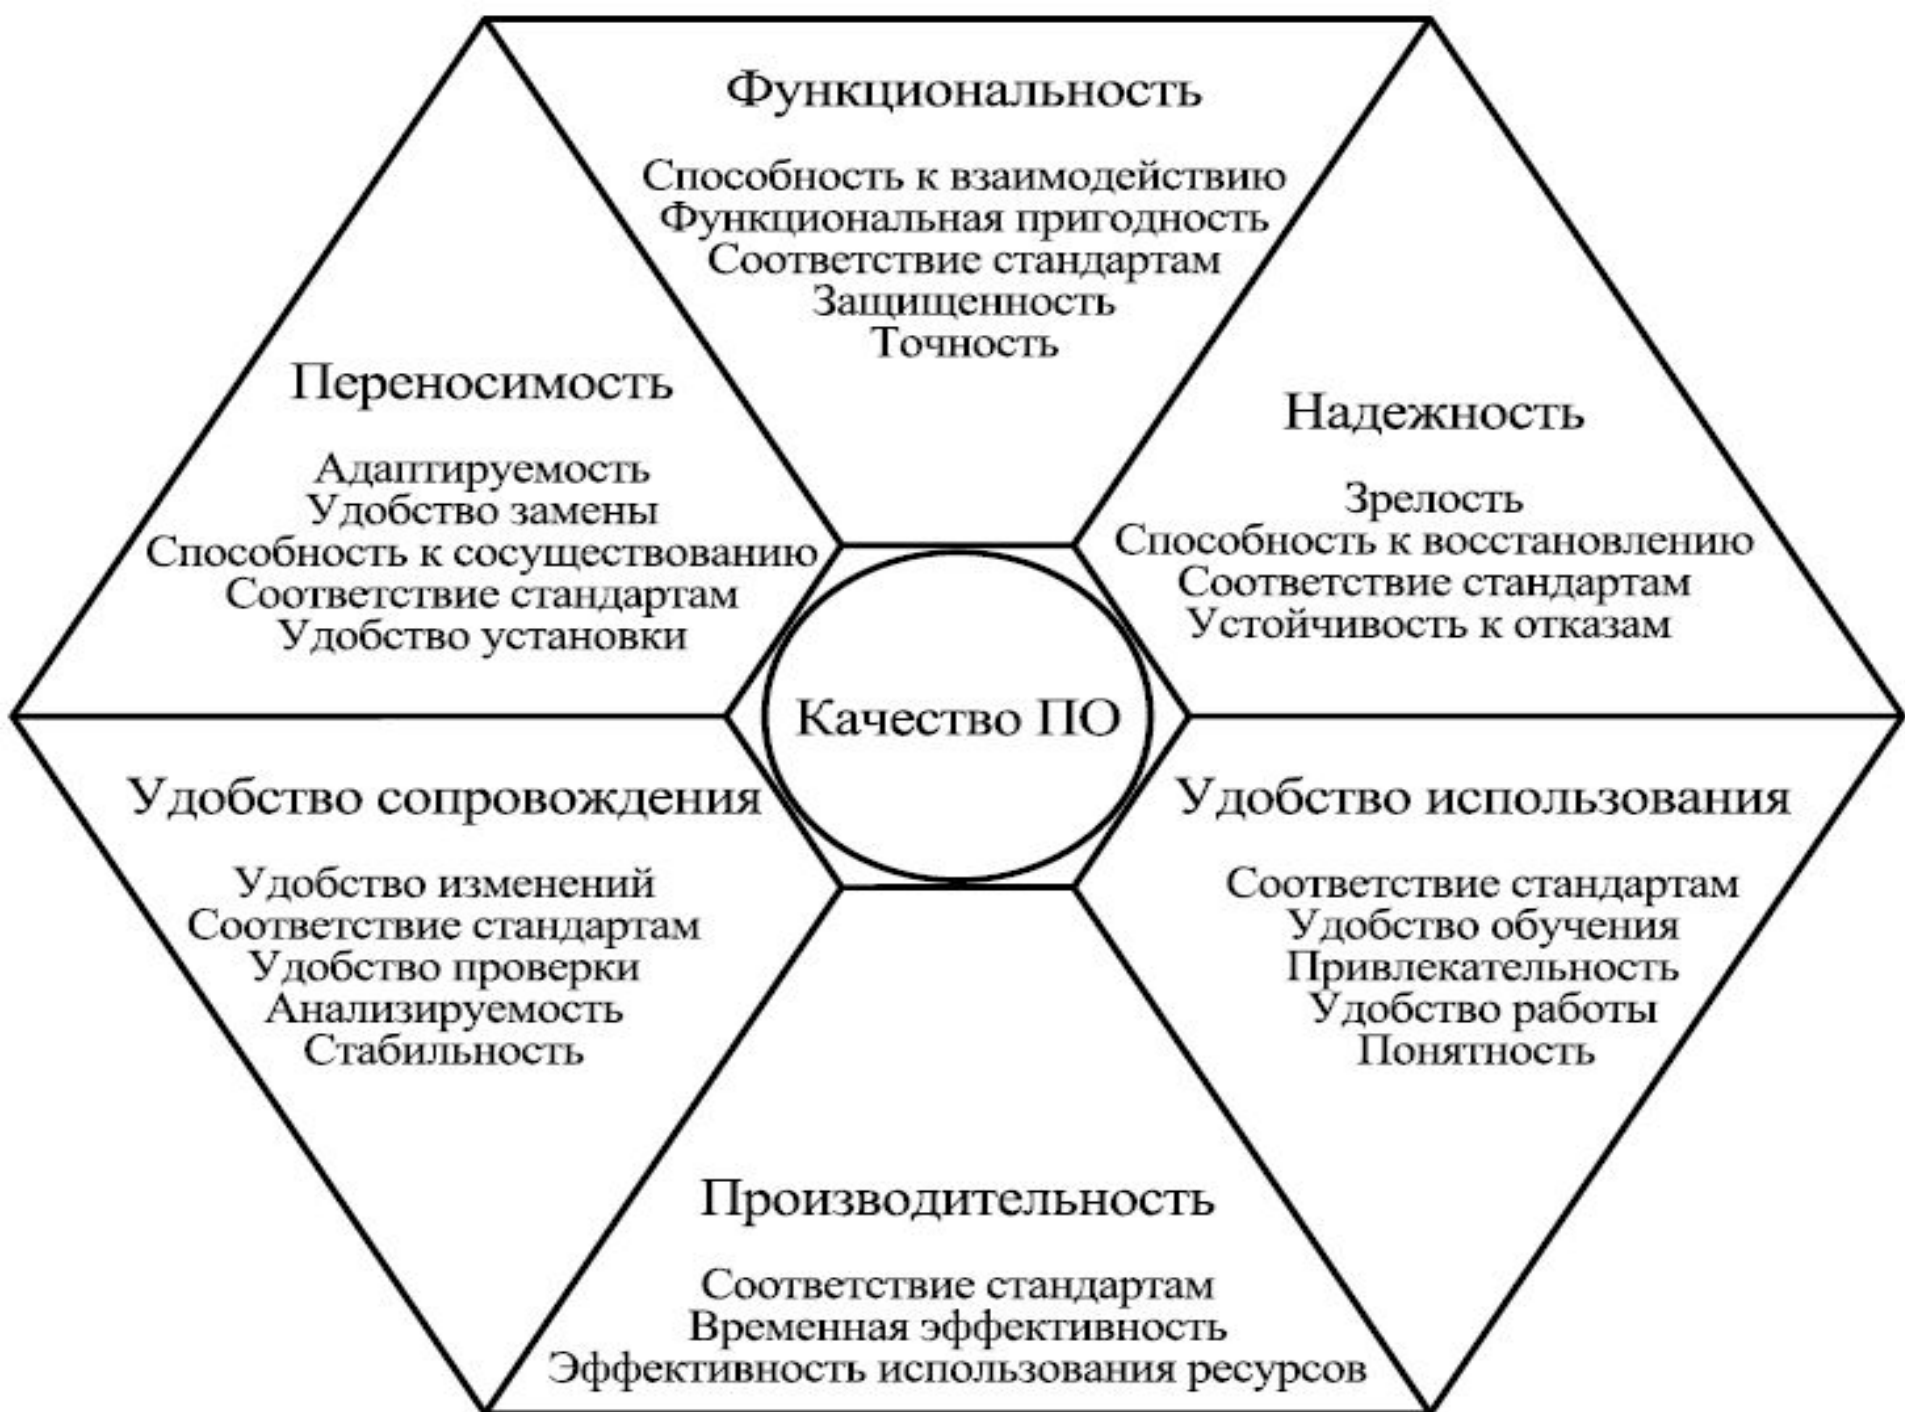 Функциональность
Способность к взаимодействию
Функциональная пригодность
Соответствие стандартам
Защищенность
Точность
Переносимость
Адаптируемость
Удобство замены
Способность к сосуществованию
Соответствие стандартам
Удобство установки
Надежность
Зрелость
Способность к восстановлению
Соответствие стандартам
Устойчивость к отказам
Качество ПО
Удобство сопровождения
Удобство изменений
Соответствие стандартам
Удобство проверки
Анализируемость
Стабильность
Удобство использования
Соответствие стандартам
Удобство обучения
Привлекательность
Удобство работы
Понятность
Производительность
Соответствие стандартам
Временная эффективность
Эффективность использования ресурсов